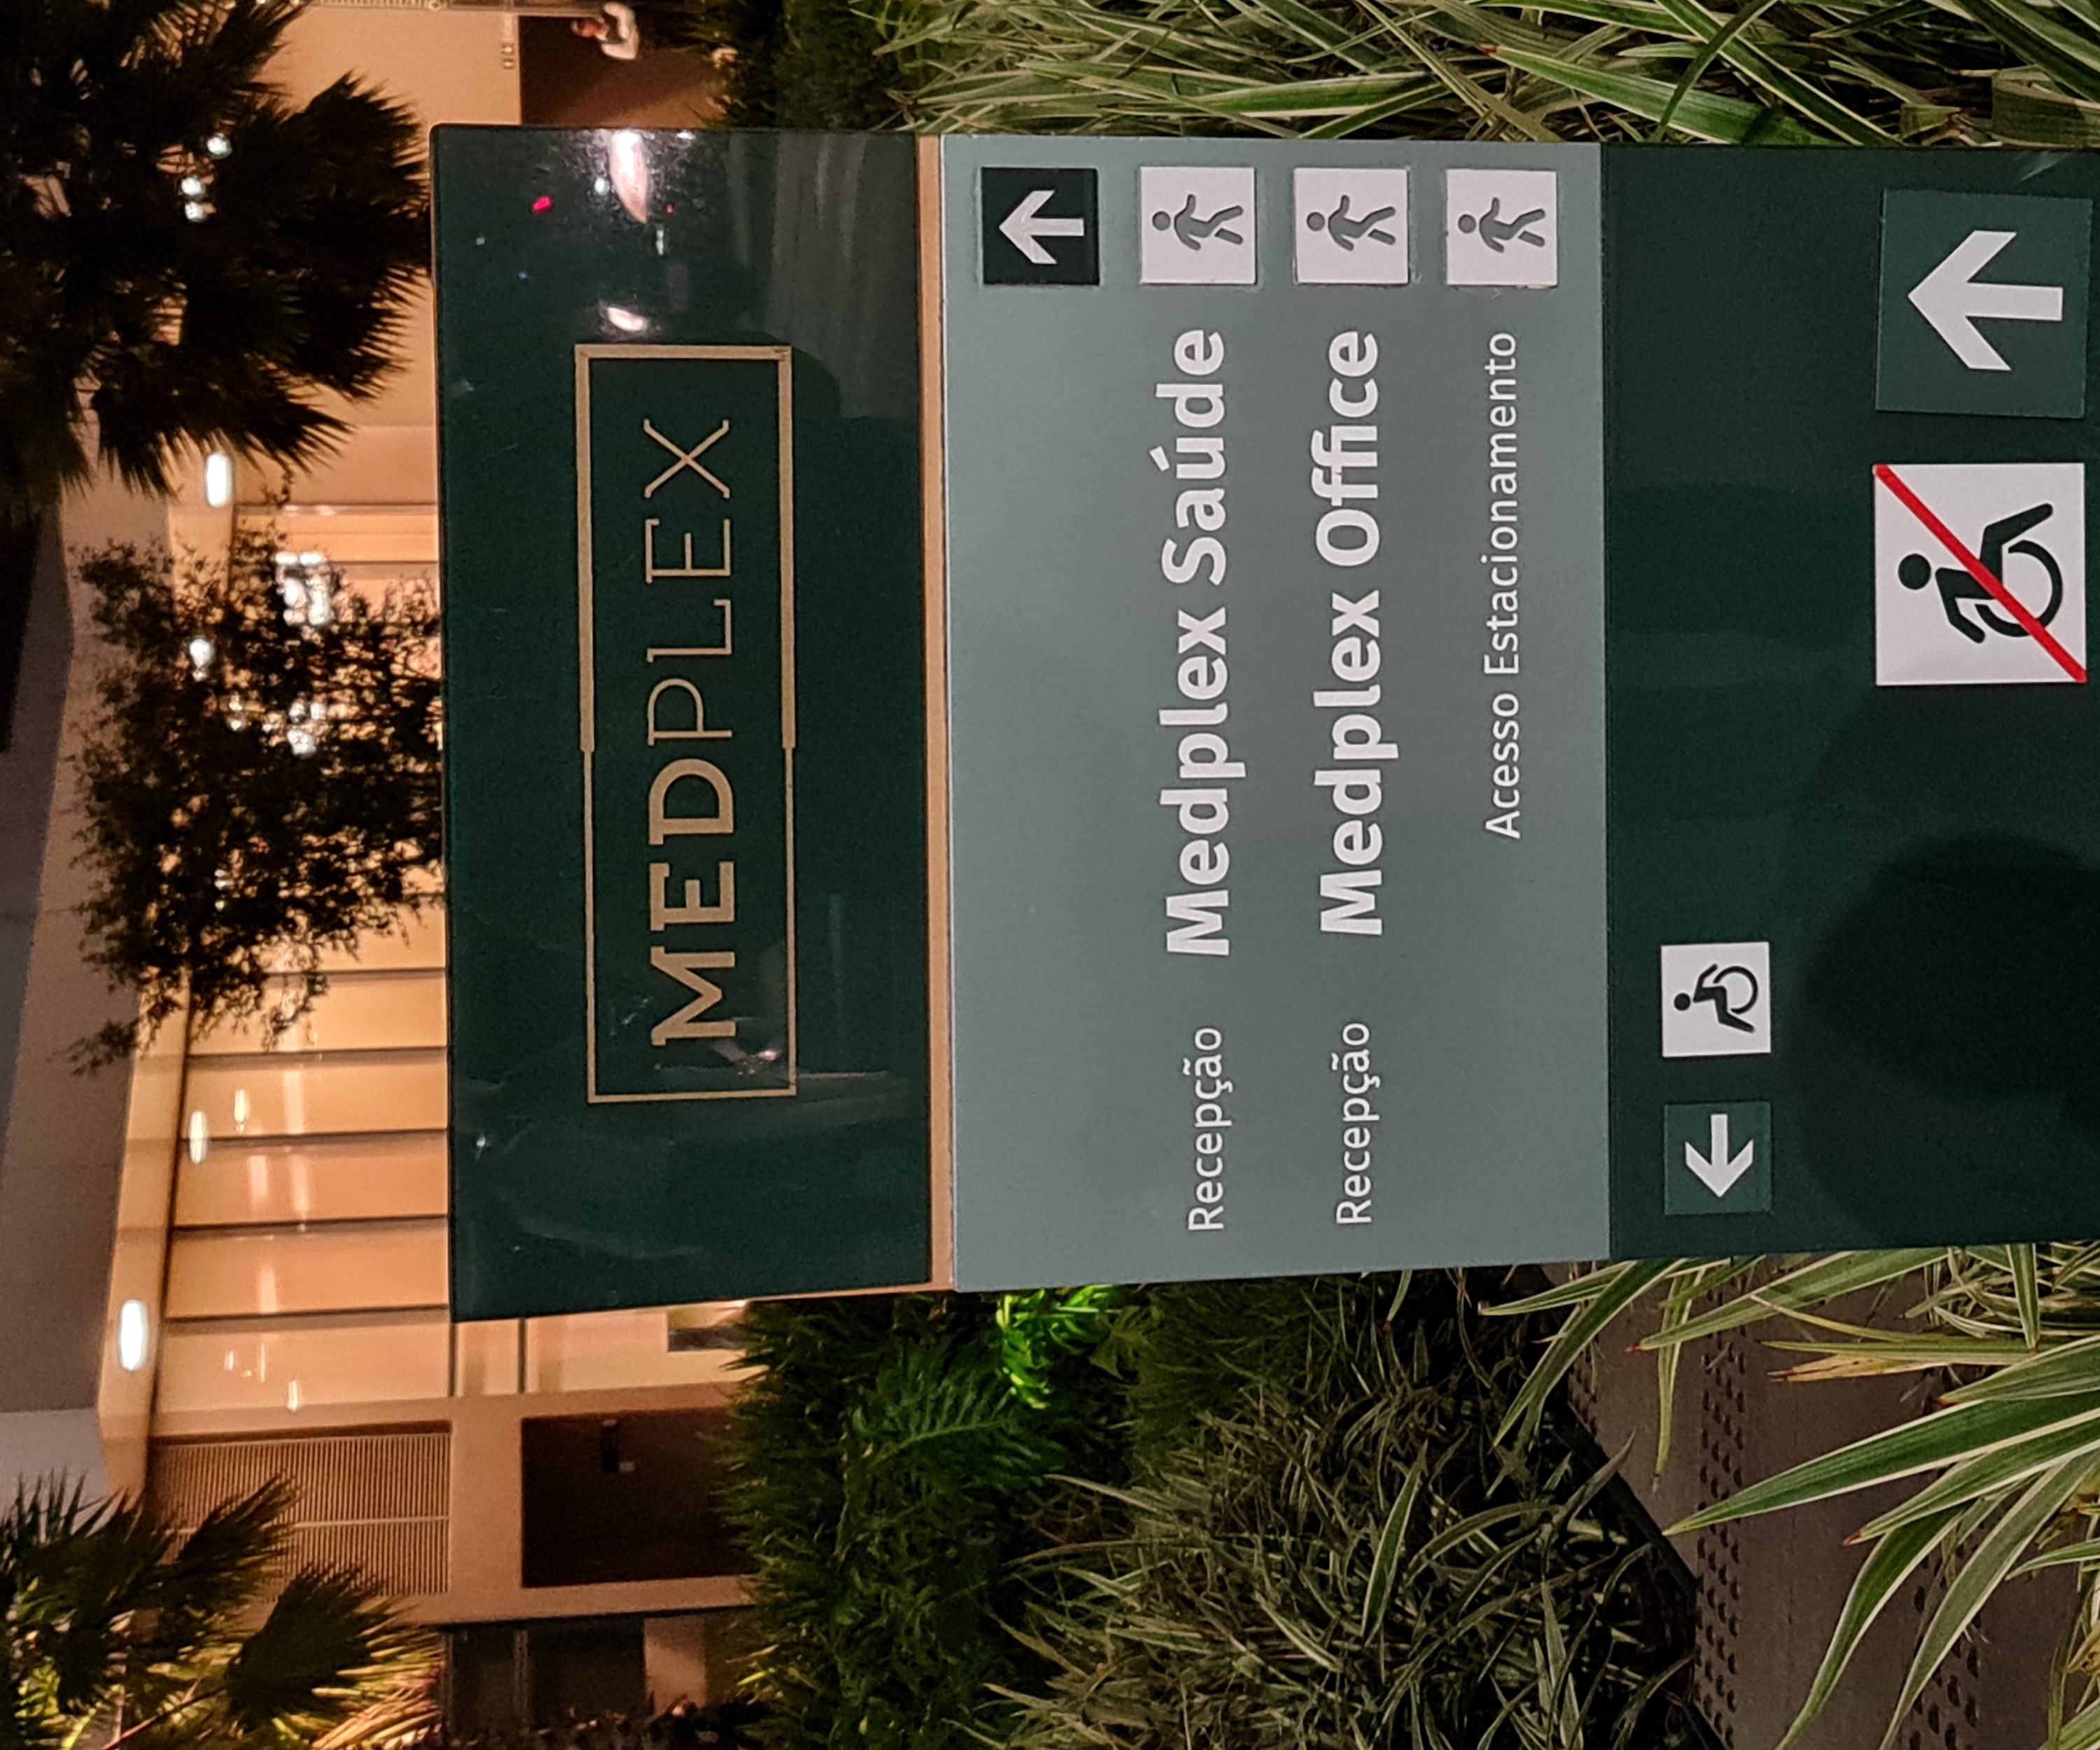 MEDPLEX
Recepção Medplex Saúde
Recepção Medplex Office
Acesso Estacionamento